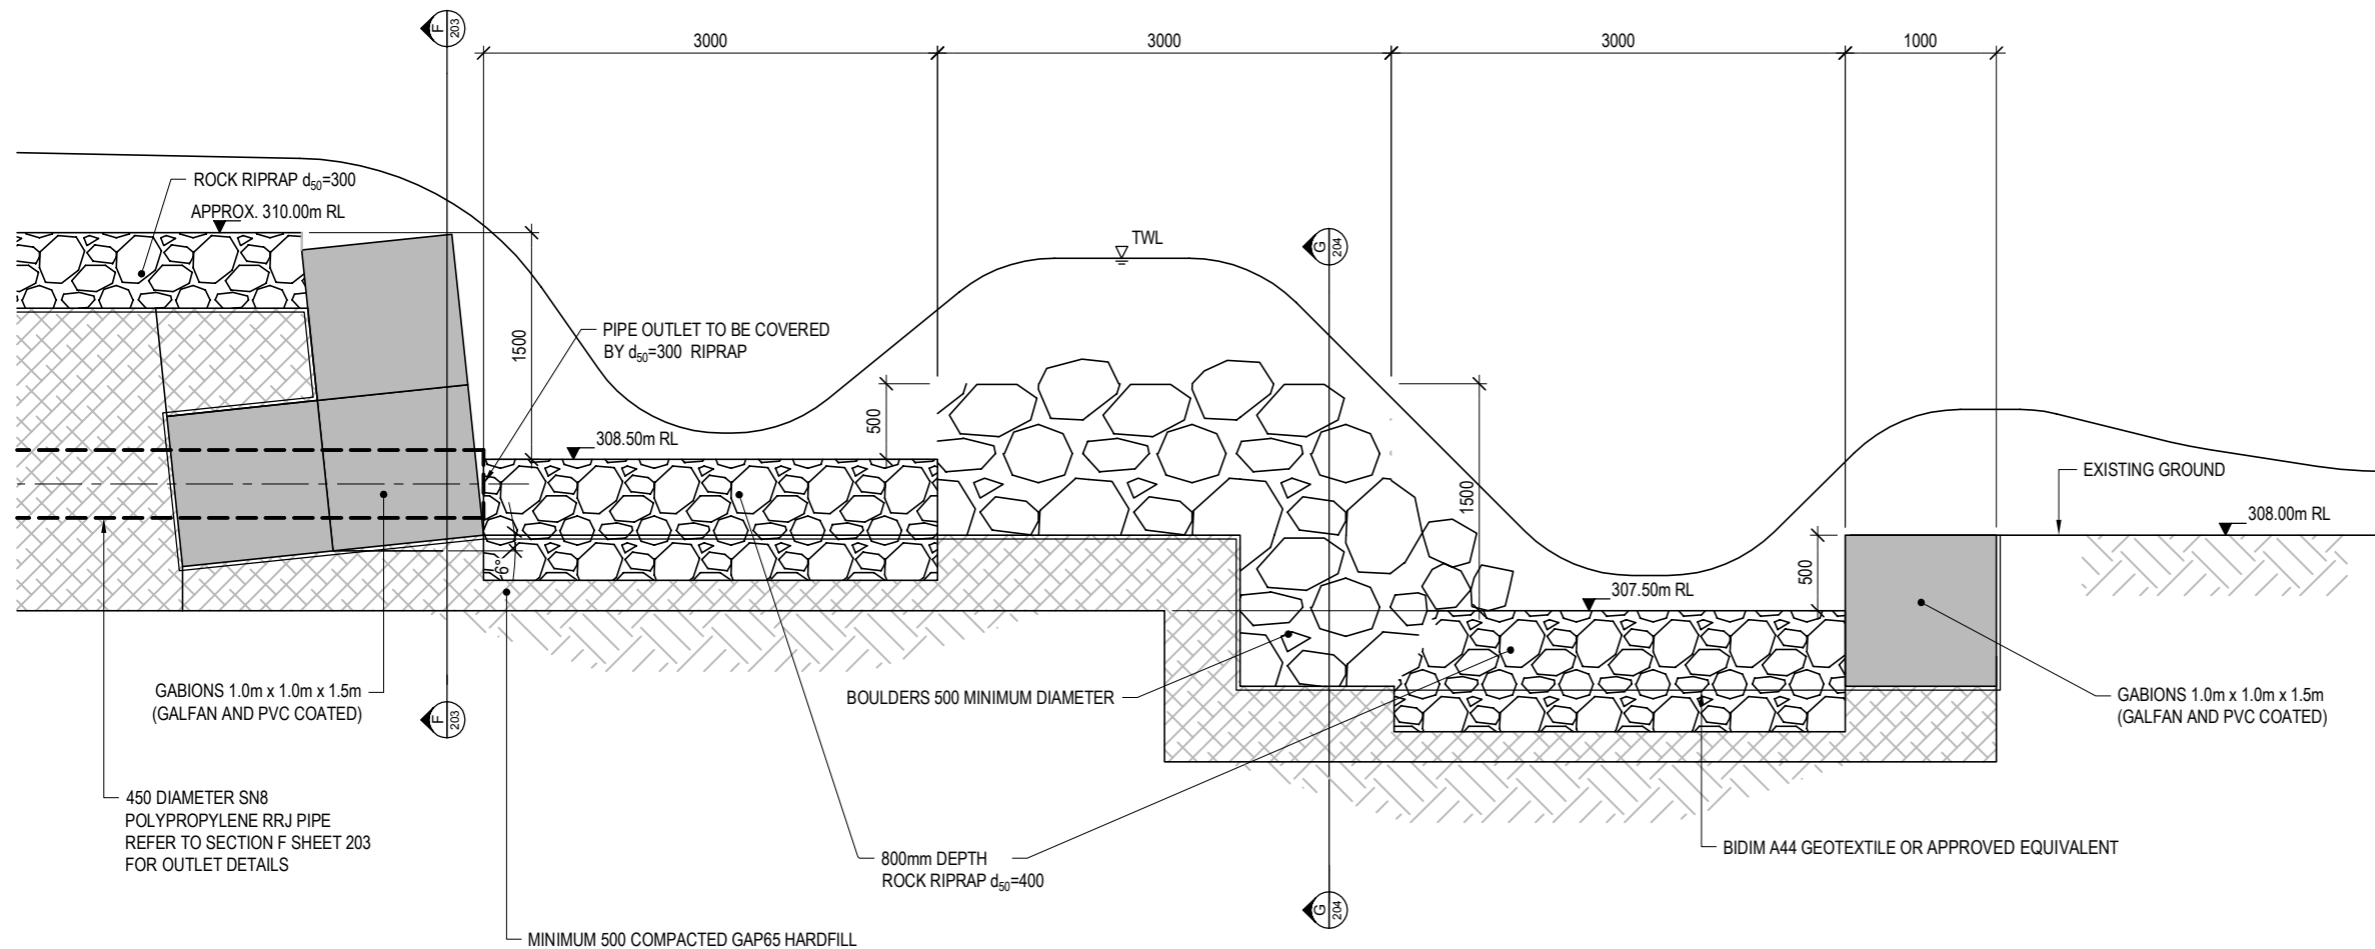 F
203
3000
3000
3000
1000
ROCK RIPRAP d₅₀=300
APPROX. 310.00m RL
TWL
G
204
1500
PIPE OUTLET TO BE COVERED
BY d₅₀=300 RIPRAP
500
308.50m RL
1500
EXISTING GROUND
308.00m RL
500
307.50m RL
6°
GABIONS 1.0m x 1.0m x 1.5m
(GALFAN AND PVC COATED)
F
203
BOULDERS 500 MINIMUM DIAMETER
GABIONS 1.0m x 1.0m x 1.5m
(GALFAN AND PVC COATED)
450 DIAMETER SN8
POLYPROPYLENE RRJ PIPE
REFER TO SECTION F SHEET 203
FOR OUTLET DETAILS
800mm DEPTH
ROCK RIPRAP d₅₀=400
BIDIM A44 GEOTEXTILE OR APPROVED EQUIVALENT
G
204
MINIMUM 500 COMPACTED GAP65 HARDFILL